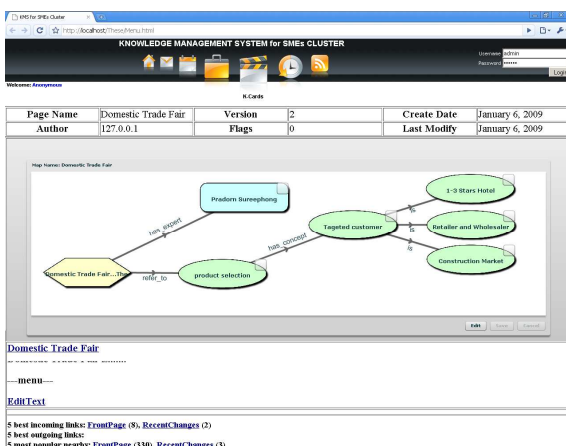 KMS for SMEs Cluster
http://localhost/These/Menu.html
KNOWLEDGE MANAGEMENT SYSTEM for SMEs CLUSTER
Username admin
Password ••••••
Login
Welcome: Anonymous
K-Cards
Page Name Domestic Trade Fair Version 2 Create Date January 6, 2009
Author 127.0.0.1 Flags 0 Last Modify January 6, 2009
Map Name: Domestic Trade Fair
Pradorn Sureephong
1-3 Stars Hotel
has_expert
is
Tageted customer
is
Retailer and Wholesaler
has_concept
is
Construction Market
Domestic Trade Fair...The
refer_to
product selection
Edit Save Cancel
Domestic Trade Fair
---menu---
EditText
5 best incoming links: FrontPage (8), RecentChanges (2)
5 best outgoing links:
5 most popular nearby: FrontPage (330), RecentChanges (3)